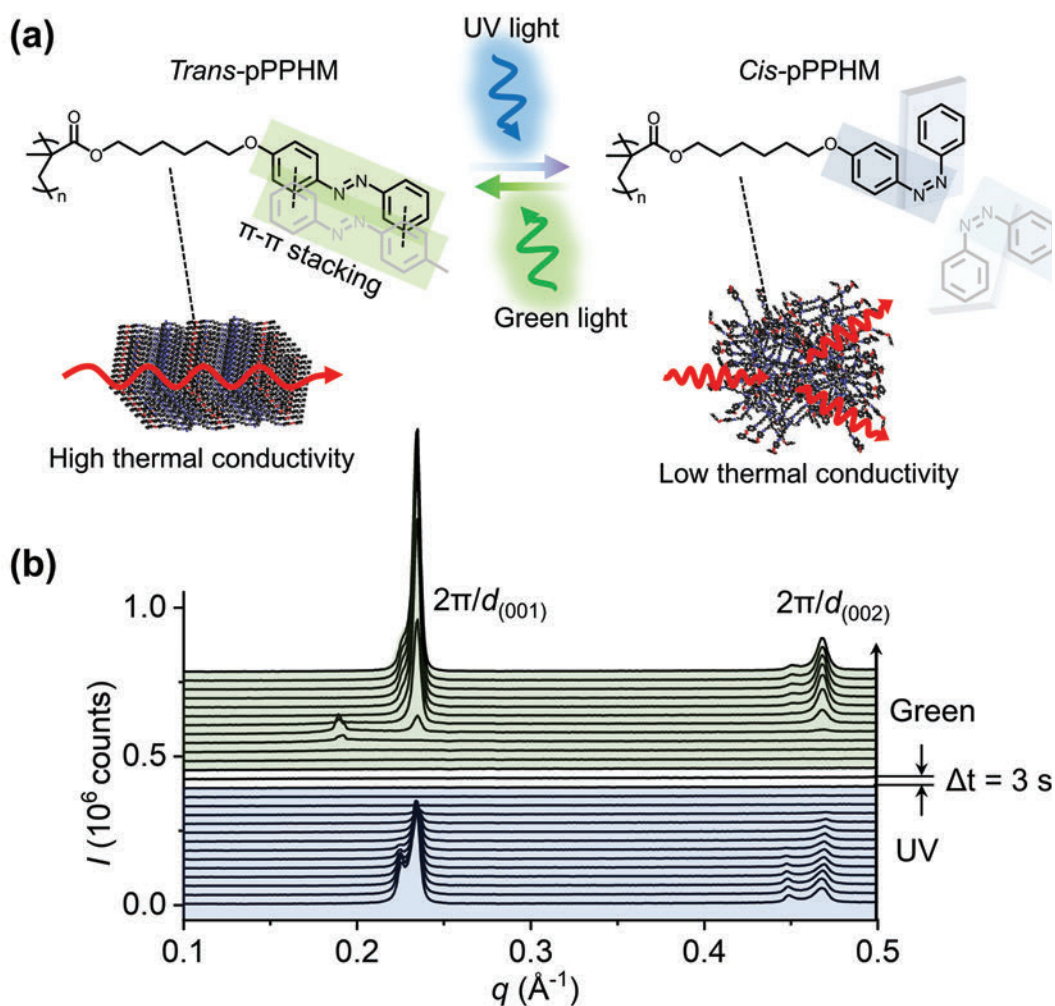 (a)
UV light
Trans-pPPHM
Cis-pPPHM
O
O
n
O
N
N
N
N
π-π stacking
Green light
O
O
n
O
N
N
N
N
High thermal conductivity
Low thermal conductivity
(b)
2π/d(001)
2π/d(002)
1.0
0.5
0.0
I (10⁶ counts)
Green
Δt = 3 s
UV
0.1
0.2
0.3
0.4
0.5
q (Å⁻¹)